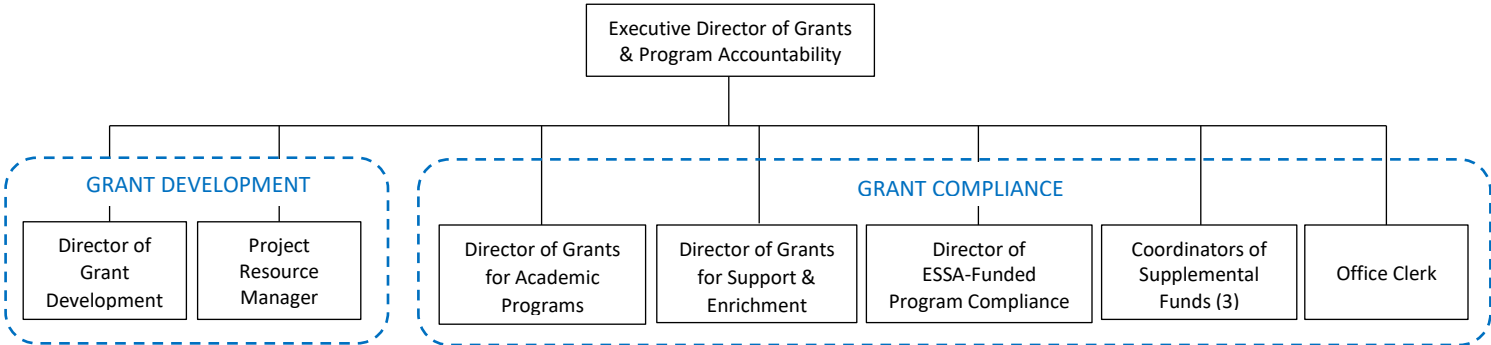 Executive Director of Grants
& Program Accountability
GRANT DEVELOPMENT
Director of
Grant
Development
Project
Resource
Manager
GRANT COMPLIANCE
Director of Grants
for Academic
Programs
Director of Grants
for Support &
Enrichment
Director of
ESSA-Funded
Program Compliance
Coordinators of
Supplemental
Funds (3)
Office Clerk